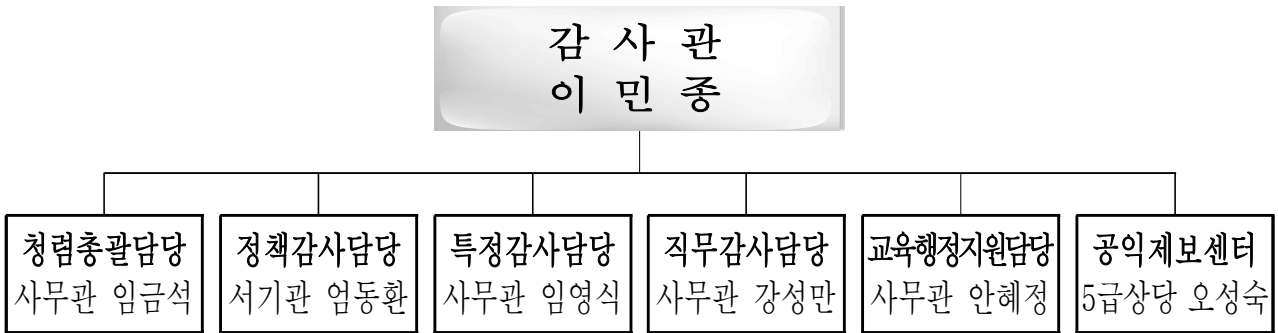 감 사 관
이 민 종
청렴총괄담당
사무관 임금석
정책감사담당
서기관 엄동환
특정감사담당
사무관 임영식
직무감사담당
사무관 강성만
교육행정지원담당
사무관 안혜정
공익제보센터
5급상당 오성숙